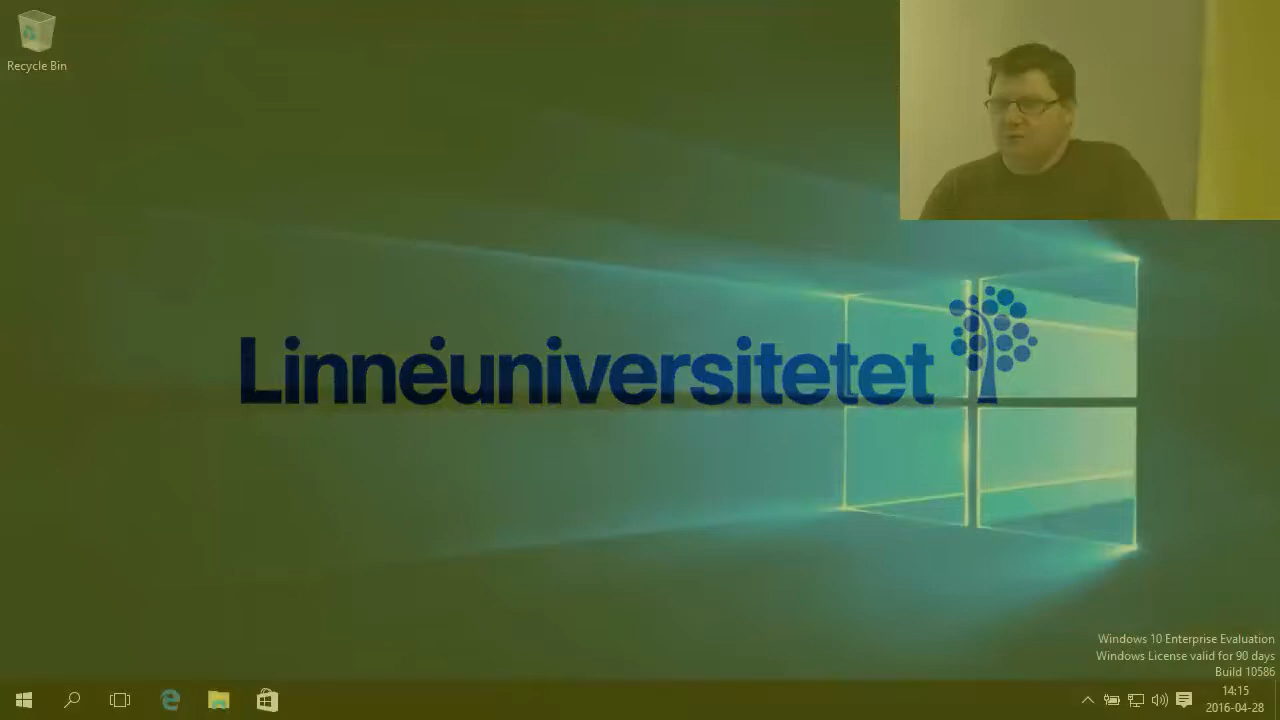 Recycle Bin
Linnéuniversitetet
Windows 10 Enterprise Evaluation
Windows License valid for 90 days
Build 10586
14:15
2016-04-28